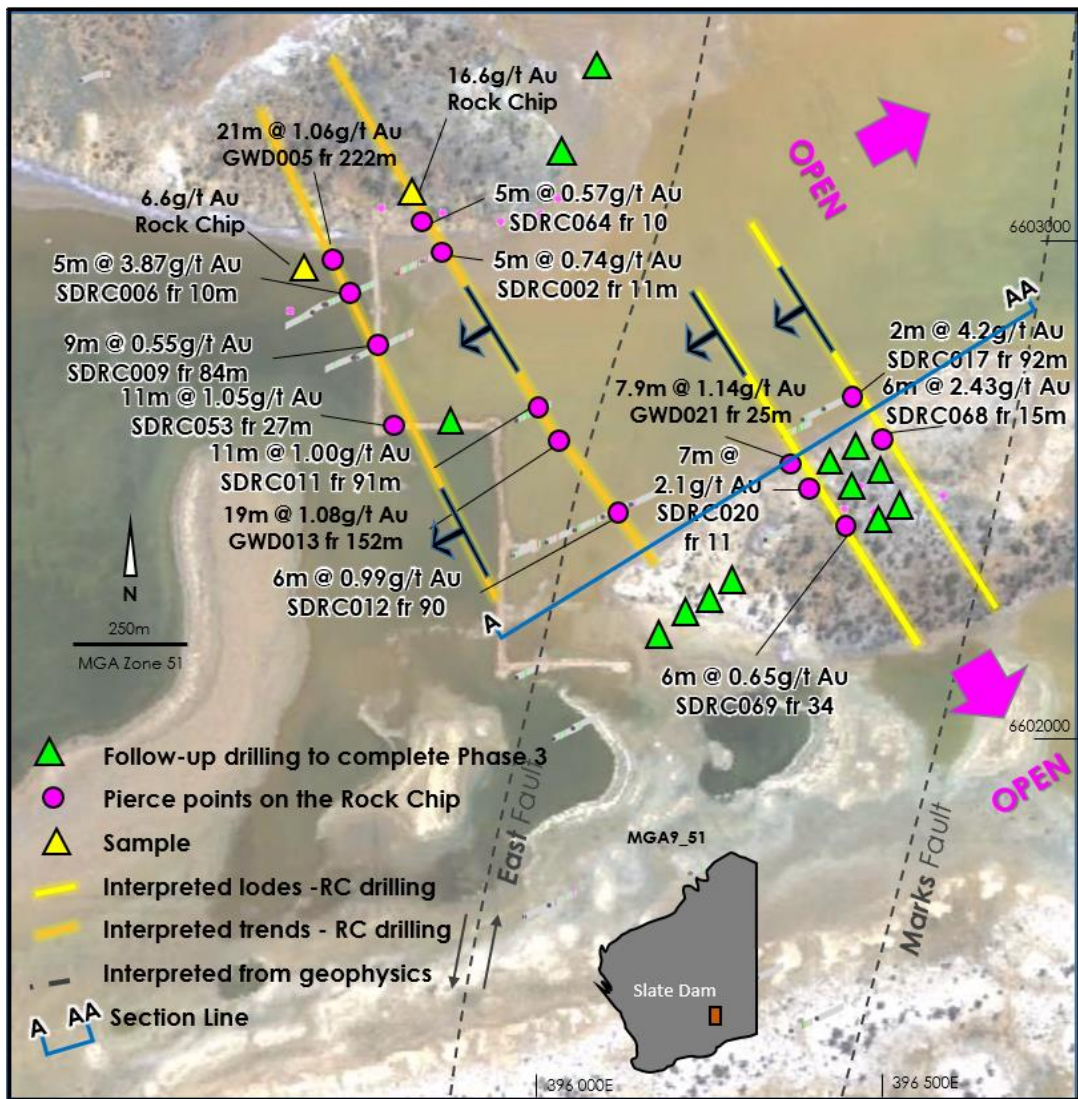 16.6g/t Au
Rock Chip
21m @ 1.06g/t Au
GWD005 fr 222m
6.6g/t Au
Rock Chip
5m @ 0.57g/t Au
SDRC064 fr 10
5m @ 3.87g/t Au
SDRC006 fr 10m
5m @ 0.74g/t Au
SDRC002 fr 11m
OPEN
6603000
AA
9m @ 0.55g/t Au
SDRC009 fr 84m
2m @ 4.2g/t Au
SDRC017 fr 92m
11m @ 1.05g/t Au
SDRC053 fr 27m
7.9m @ 1.14g/t Au
GWD021 fr 25m
6m @ 2.43g/t Au
SDRC068 fr 15m
11m @ 1.00g/t Au
SDRC011 fr 91m
7m @
2.1g/t Au
SDRC020
fr 11
19m @ 1.08g/t Au
GWD013 fr 152m
N
250m
MGA Zone 51
6m @ 0.99g/t Au
SDRC012 fr 90
A
6m @ 0.65g/t Au
SDRC069 fr 34
6602000
OPEN
Follow-up drilling to complete Phase 3
Pierce points on the Rock Chip
Sample
Interpreted lodes -RC drilling
Interpreted trends - RC drilling
Interpreted from geophysics
A AA Section Line
East Fault
MGA9_51
Marks Fault
Slate Dam
396 000E
396 500E